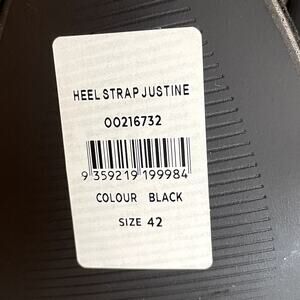 HEEL STRAP JUSTINE
00216732
9 359219 199984
COLOUR BLACK
SIZE 42